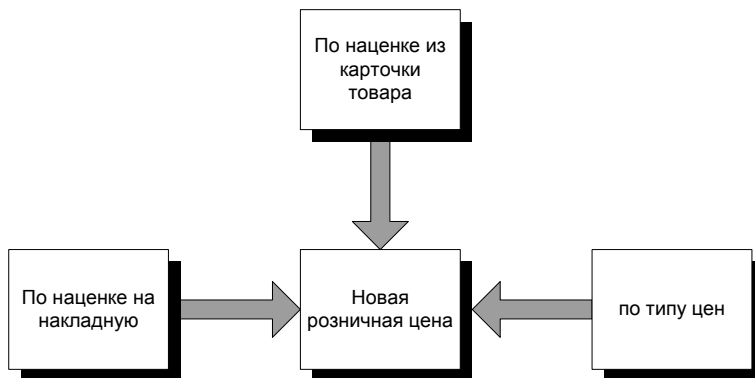 По наценке из
карточки
товара
По наценке на
накладную
Новая
розничная цена
по типу цен